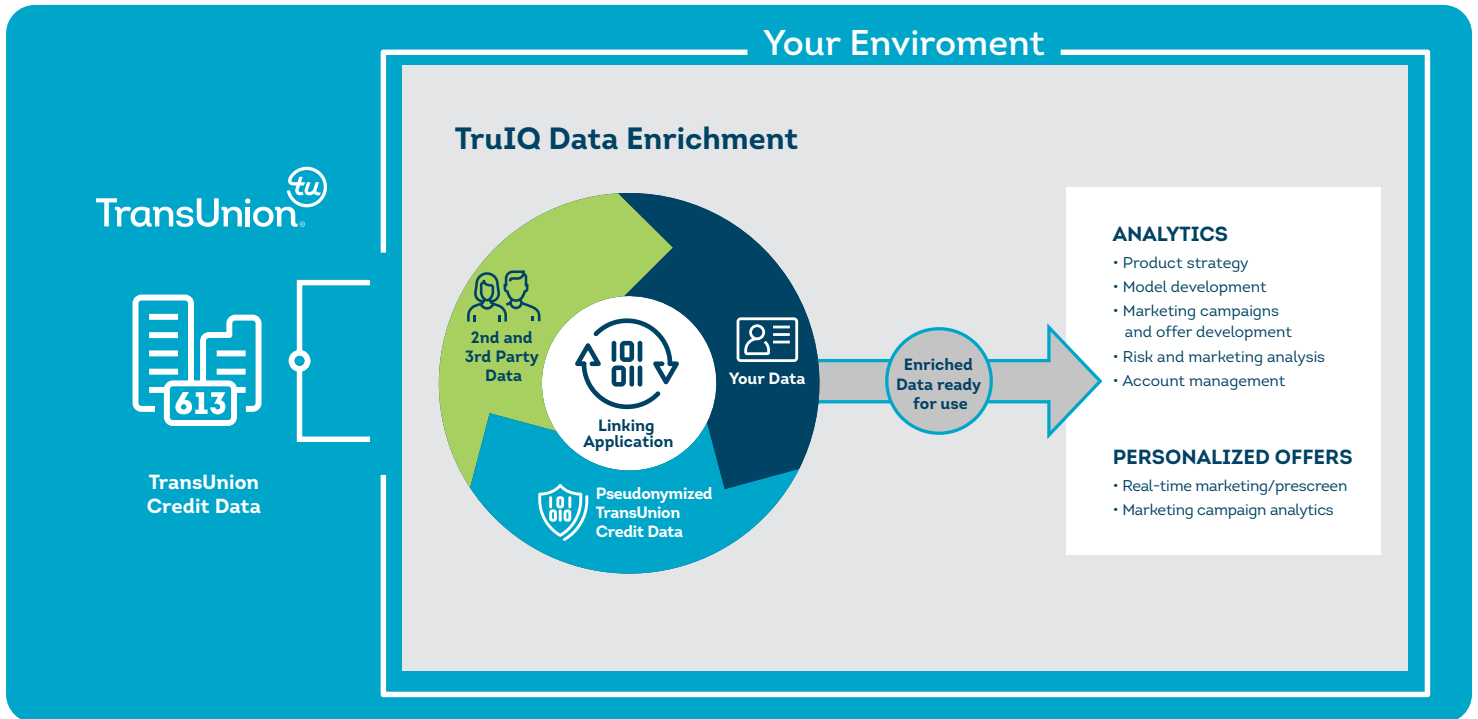 Your Enviroment
TransUnion
tu
®
613
TransUnion
Credit Data
TruIQ Data Enrichment
2nd and
3rd Party
Data
101
011
Linking
Application
Your Data
101
010
Pseudonymized
TransUnion
Credit Data
Enriched
Data ready
for use
ANALYTICS
• Product strategy
• Model development
• Marketing campaigns
and offer development
• Risk and marketing analysis
• Account management
PERSONALIZED OFFERS
• Real-time marketing/prescreen
• Marketing campaign analytics